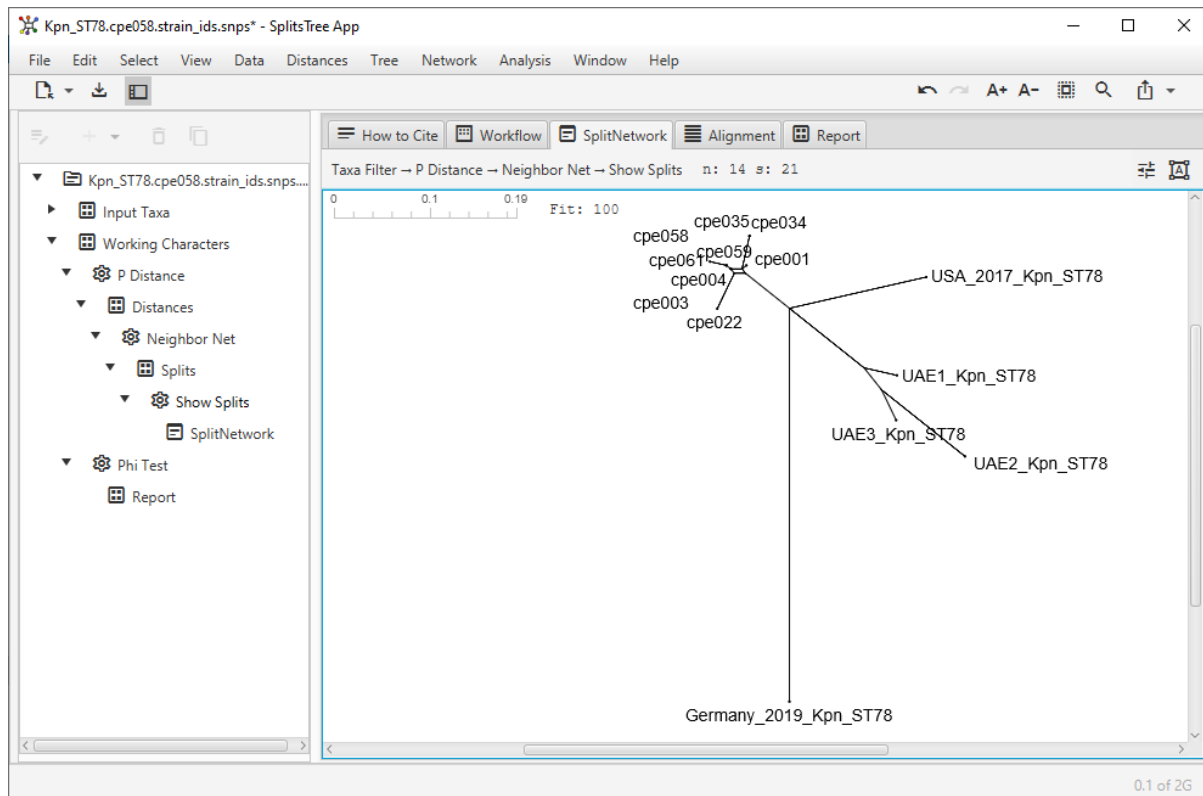 Kpn_ST78.cpe058.strain_ids.snps* - SplitsTree App
File Edit Select View Data Distances Tree Network Analysis Window Help
A+ A-
Kpn_ST78.cpe058.strain_ids.snps....
Input Taxa
Working Characters
P Distance
Distances
Neighbor Net
Splits
Show Splits
SplitNetwork
Phi Test
Report
How to Cite Workflow SplitNetwork Alignment Report
Taxa Filter → P Distance → Neighbor Net → Show Splits n: 14 s: 21
A
0 0.1 0.19 Fit: 100
cpe035 cpe034
cpe058
cpe059
cpe061 cpe001
cpe004
USA_2017_Kpn_ST78
cpe003
cpe022
UAE1_Kpn_ST78
UAE3_Kpn_ST78
UAE2_Kpn_ST78
Germany_2019_Kpn_ST78
0.1 of 2G